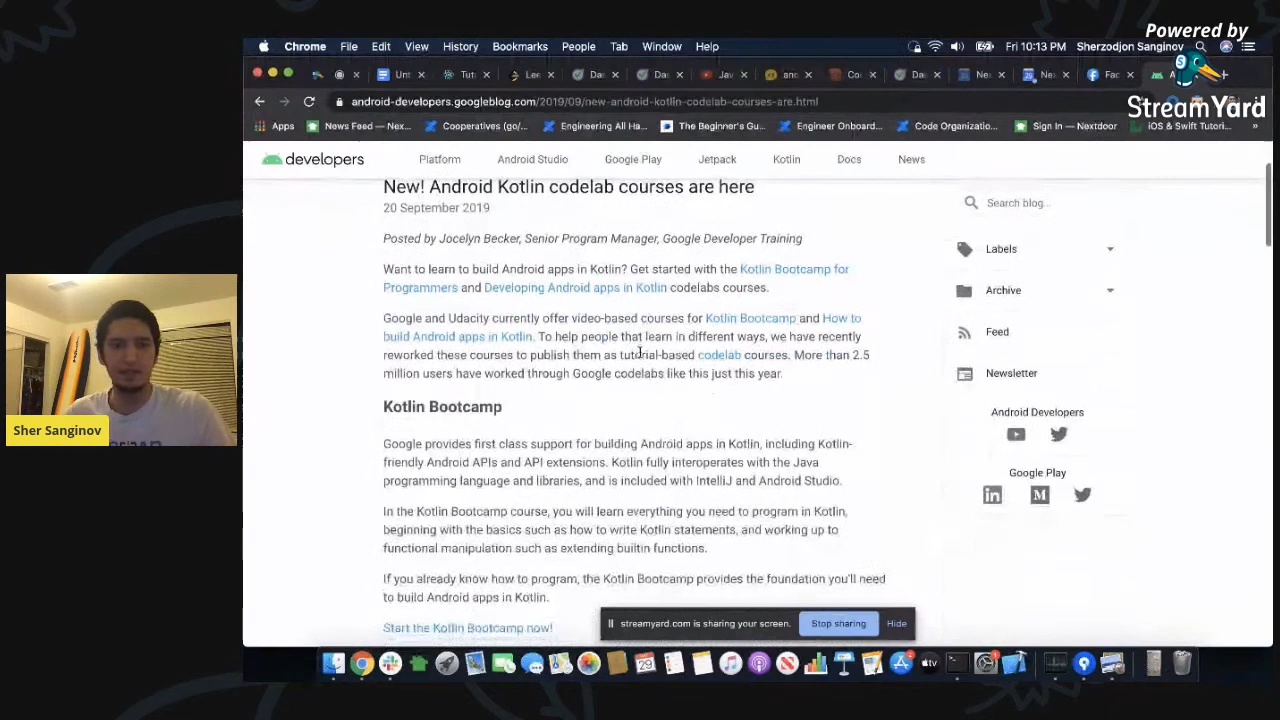 Powered by
StreamYard
Chrome File Edit View History Bookmarks People Tab Window Help
Fri 10:13 PM Sherzodjon Sanginov
Unt Tut Lee Das Das Jav anc Co Das Nex Nex Fac
android-developers.googleblog.com/2019/09/new-android-kotlin-codelab-courses-are.html
Apps News Feed — Nex... Cooperatives (go/... Engineering All Ha... The Beginner's Gu... Engineer Onboard... Code Organizatio... Sign In — Nextdoor iOS & Swift Tutori... »
developers Platform Android Studio Google Play Jetpack Kotlin Docs News
New! Android Kotlin codelab courses are here
20 September 2019
Posted by Jocelyn Becker, Senior Program Manager, Google Developer Training
Want to learn to build Android apps in Kotlin? Get started with the Kotlin Bootcamp for
Programmers and Developing Android apps in Kotlin codelabs courses.
Google and Udacity currently offer video-based courses for Kotlin Bootcamp and How to
build Android apps in Kotlin. To help people that learn in different ways, we have recently
reworked these courses to publish them as tutorial-based codelab courses. More than 2.5
million users have worked through Google codelabs like this just this year.
Kotlin Bootcamp
Google provides first class support for building Android apps in Kotlin, including Kotlin-
friendly Android APIs and API extensions. Kotlin fully interoperates with the Java
programming language and libraries, and is included with IntelliJ and Android Studio.
In the Kotlin Bootcamp course, you will learn everything you need to program in Kotlin,
beginning with the basics such as how to write Kotlin statements, and working up to
functional manipulation such as extending builtin functions.
If you already know how to program, the Kotlin Bootcamp provides the foundation you'll need
to build Android apps in Kotlin.
Start the Kotlin Bootcamp now!
Search blog...
Labels
Archive
Feed
Newsletter
Android Developers
Google Play
streamyard.com is sharing your screen. Stop sharing Hide
Sher Sanginov
29
tv